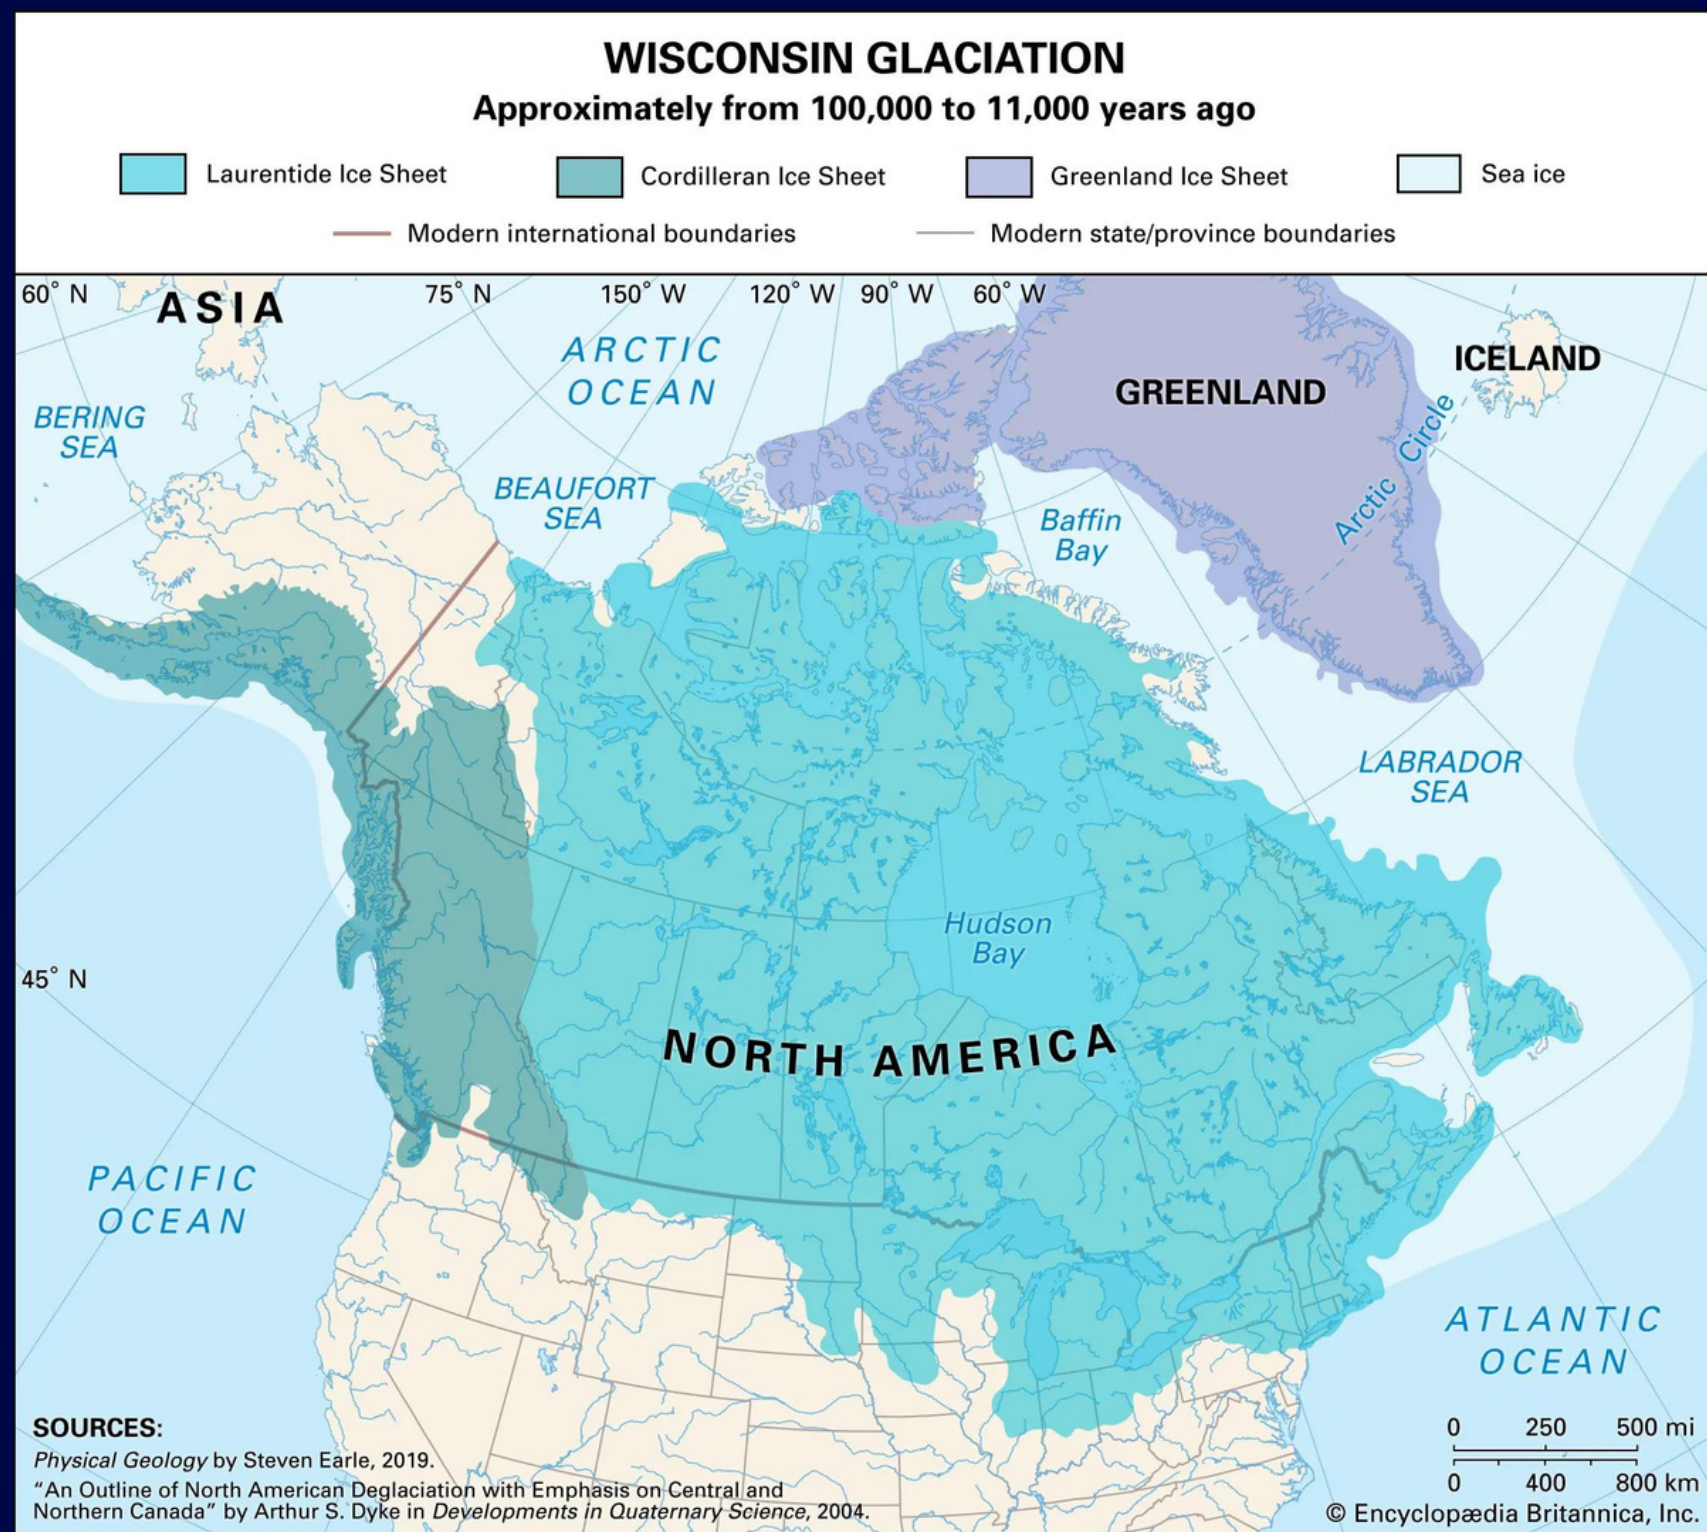 WISCONSIN GLACIATION
Approximately from 100,000 to 11,000 years ago
Laurentide Ice Sheet
Cordilleran Ice Sheet
Greenland Ice Sheet
Sea ice
Modern international boundaries
Modern state/province boundaries
60° N
ASIA
75° N
150° W
120° W
90° W
60° W
ARCTIC
OCEAN
GREENLAND
ICELAND
BERING
SEA
BEAUFORT
SEA
Baffin
Bay
Arctic Circle
LABRADOR
SEA
Hudson
Bay
45° N
NORTH AMERICA
PACIFIC
OCEAN
ATLANTIC
OCEAN
SOURCES:
Physical Geology by Steven Earle, 2019.
“An Outline of North American Deglaciation with Emphasis on Central and
Northern Canada” by Arthur S. Dyke in Developments in Quaternary Science, 2004.
0 250 500 mi
0 400 800 km
© Encyclopædia Britannica, Inc.